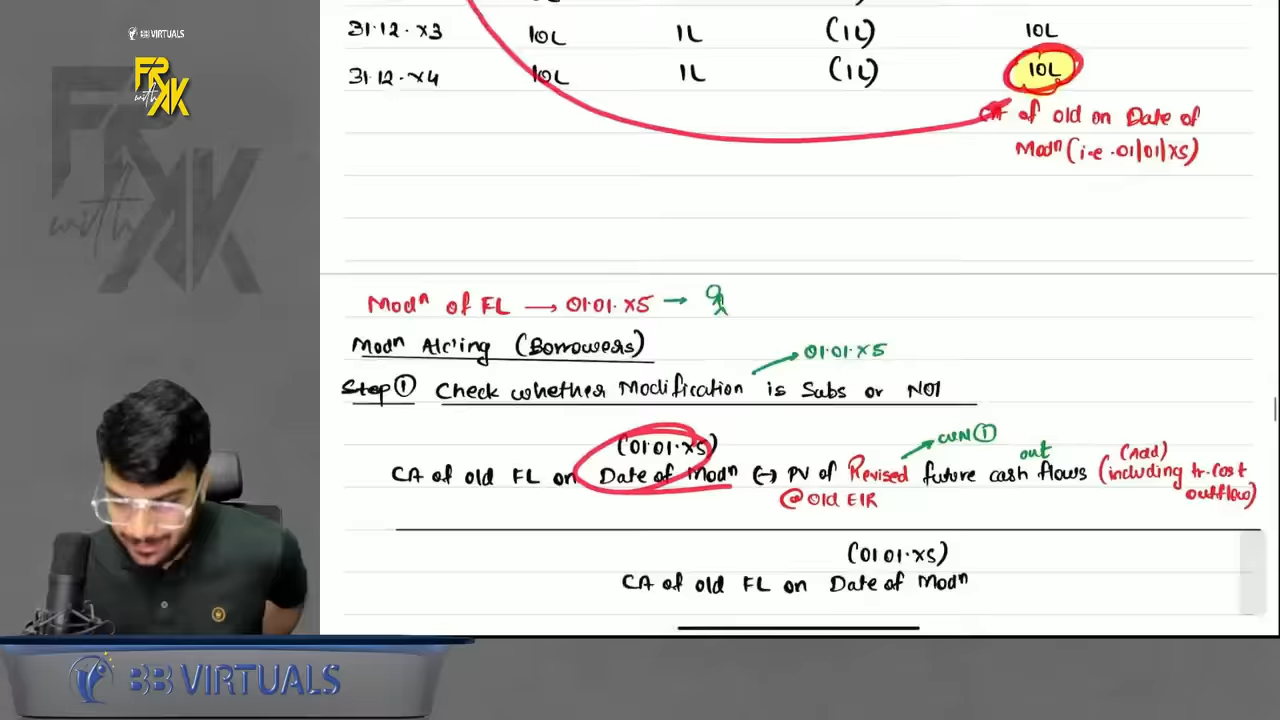 BB VIRTUALS
FR
with KK
31.12.x3 10L 1L (1L) 10L
31.12.x4 10L 1L (1L) 10L
CA of old on Date of
Modn (i.e. 01/01/x5)
Modn of FL → 01.01.x5 →
Modn A/c'ing (Borrowers)
01.01.x5
Step ① Check whether Modification is Subs or NOT
(01.01.x5)
CWN ①
CA of old FL on Date of Modn (-) PV of Revised future cash out flows (Add) (including tr. cost outflow)
@ Old EIR
(01.01.x5)
CA of old FL on Date of Modn
BB VIRTUALS